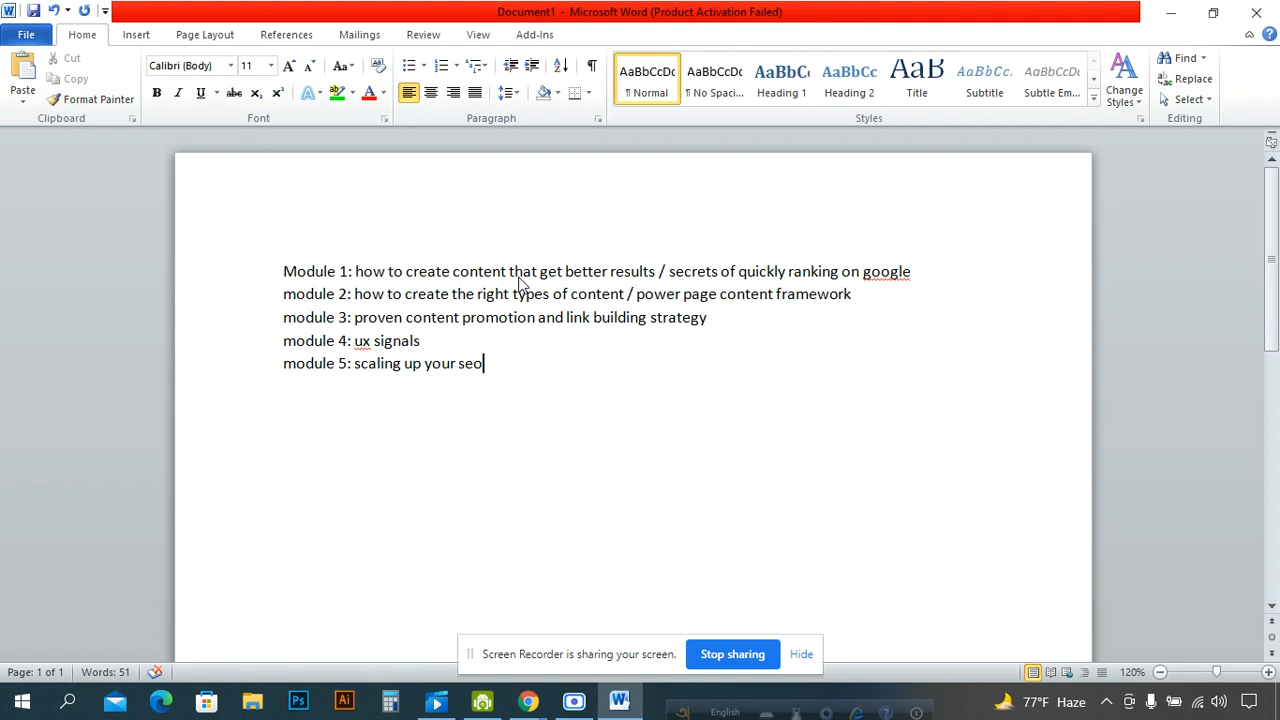 Document1 - Microsoft Word (Product Activation Failed)
File Home Insert Page Layout References Mailings Review View Add-Ins
Paste
Cut
Copy
Format Painter
Clipboard
Calibri (Body) 11
Font
Paragraph
AaBbCcDc ¶ Normal
AaBbCcDc ¶ No Spaci...
AaBbCc Heading 1
AaBbCc Heading 2
AaB Title
AaBbCc. Subtitle
AaBbCcDc Subtle Em...
Change Styles
Styles
Find
Replace
Select
Editing
Module 1: how to create content that get better results / secrets of quickly ranking on google
module 2: how to create the right types of content / power page content framework
module 3: proven content promotion and link building strategy
module 4: ux signals
module 5: scaling up your seo
Screen Recorder is sharing your screen. Stop sharing Hide
Page: 1 of 1 Words: 51 120%
English
77°F Haze